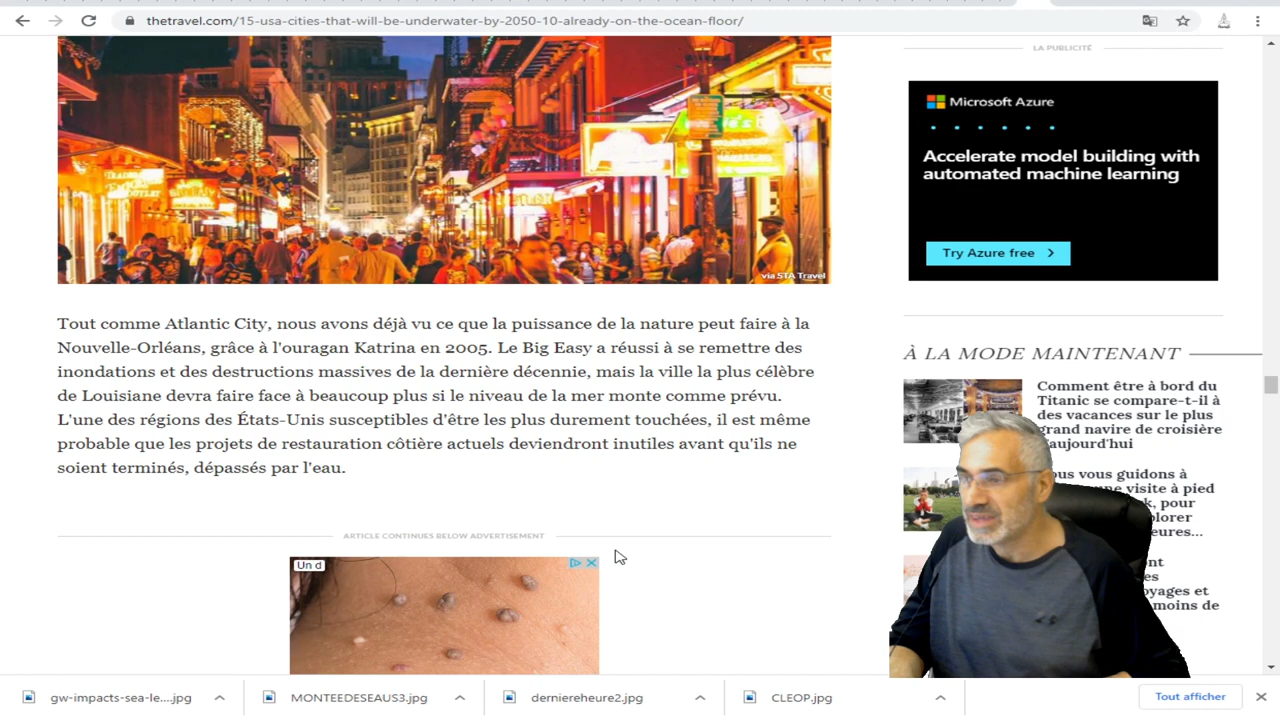 thetravel.com/15-usa-cities-that-will-be-underwater-by-2050-10-already-on-the-ocean-floor/
via STA Travel
Tout comme Atlantic City, nous avons déjà vu ce que la puissance de la nature peut faire à la
Nouvelle-Orléans, grâce à l'ouragan Katrina en 2005. Le Big Easy a réussi à se remettre des
inondations et des destructions massives de la dernière décennie, mais la ville la plus célèbre
de Louisiane devra faire face à beaucoup plus si le niveau de la mer monte comme prévu.
L'une des régions des États-Unis susceptibles d'être les plus durement touchées, il est même
probable que les projets de restauration côtière actuels deviendront inutiles avant qu'ils ne
soient terminés, dépassés par l'eau.
ARTICLE CONTINUES BELOW ADVERTISEMENT
Un d
LA PUBLICITÉ
Microsoft Azure
Accelerate model building with
automated machine learning
Try Azure free
À LA MODE MAINTENANT
Comment être à bord du
Titanic se compare-t-il à
des vacances sur le plus
grand navire de croisière
aujourd'hui
vous guidons à
visite à pied
pour
moins de
gw-impacts-sea-le....jpg
MONTEEDESEAUS3.jpg
derniereheure2.jpg
CLEOP.jpg
Tout afficher